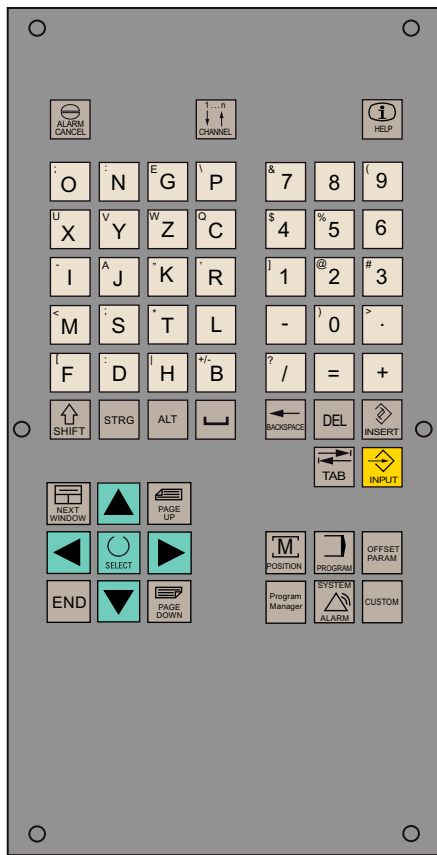 ALARM
CANCEL
1...n
CHANNEL
i
HELP
; O
: N
E G
\ P
& 7
8
( 9
U X
V Y
W Z
Q C
$ 4
% 5
6
- I
A J
" K
' R
] 1
@ 2
# 3
< M
; S
* T
L
-
) 0
> .
[ F
: D
| H
+/- B
? /
=
+
SHIFT
STRG
ALT
BACKSPACE
DEL
INSERT
TAB
INPUT
NEXT
WINDOW
PAGE
UP
SELECT
END
PAGE
DOWN
M
POSITION
PROGRAM
OFFSET
PARAM
Program
Manager
SYSTEM
ALARM
CUSTOM